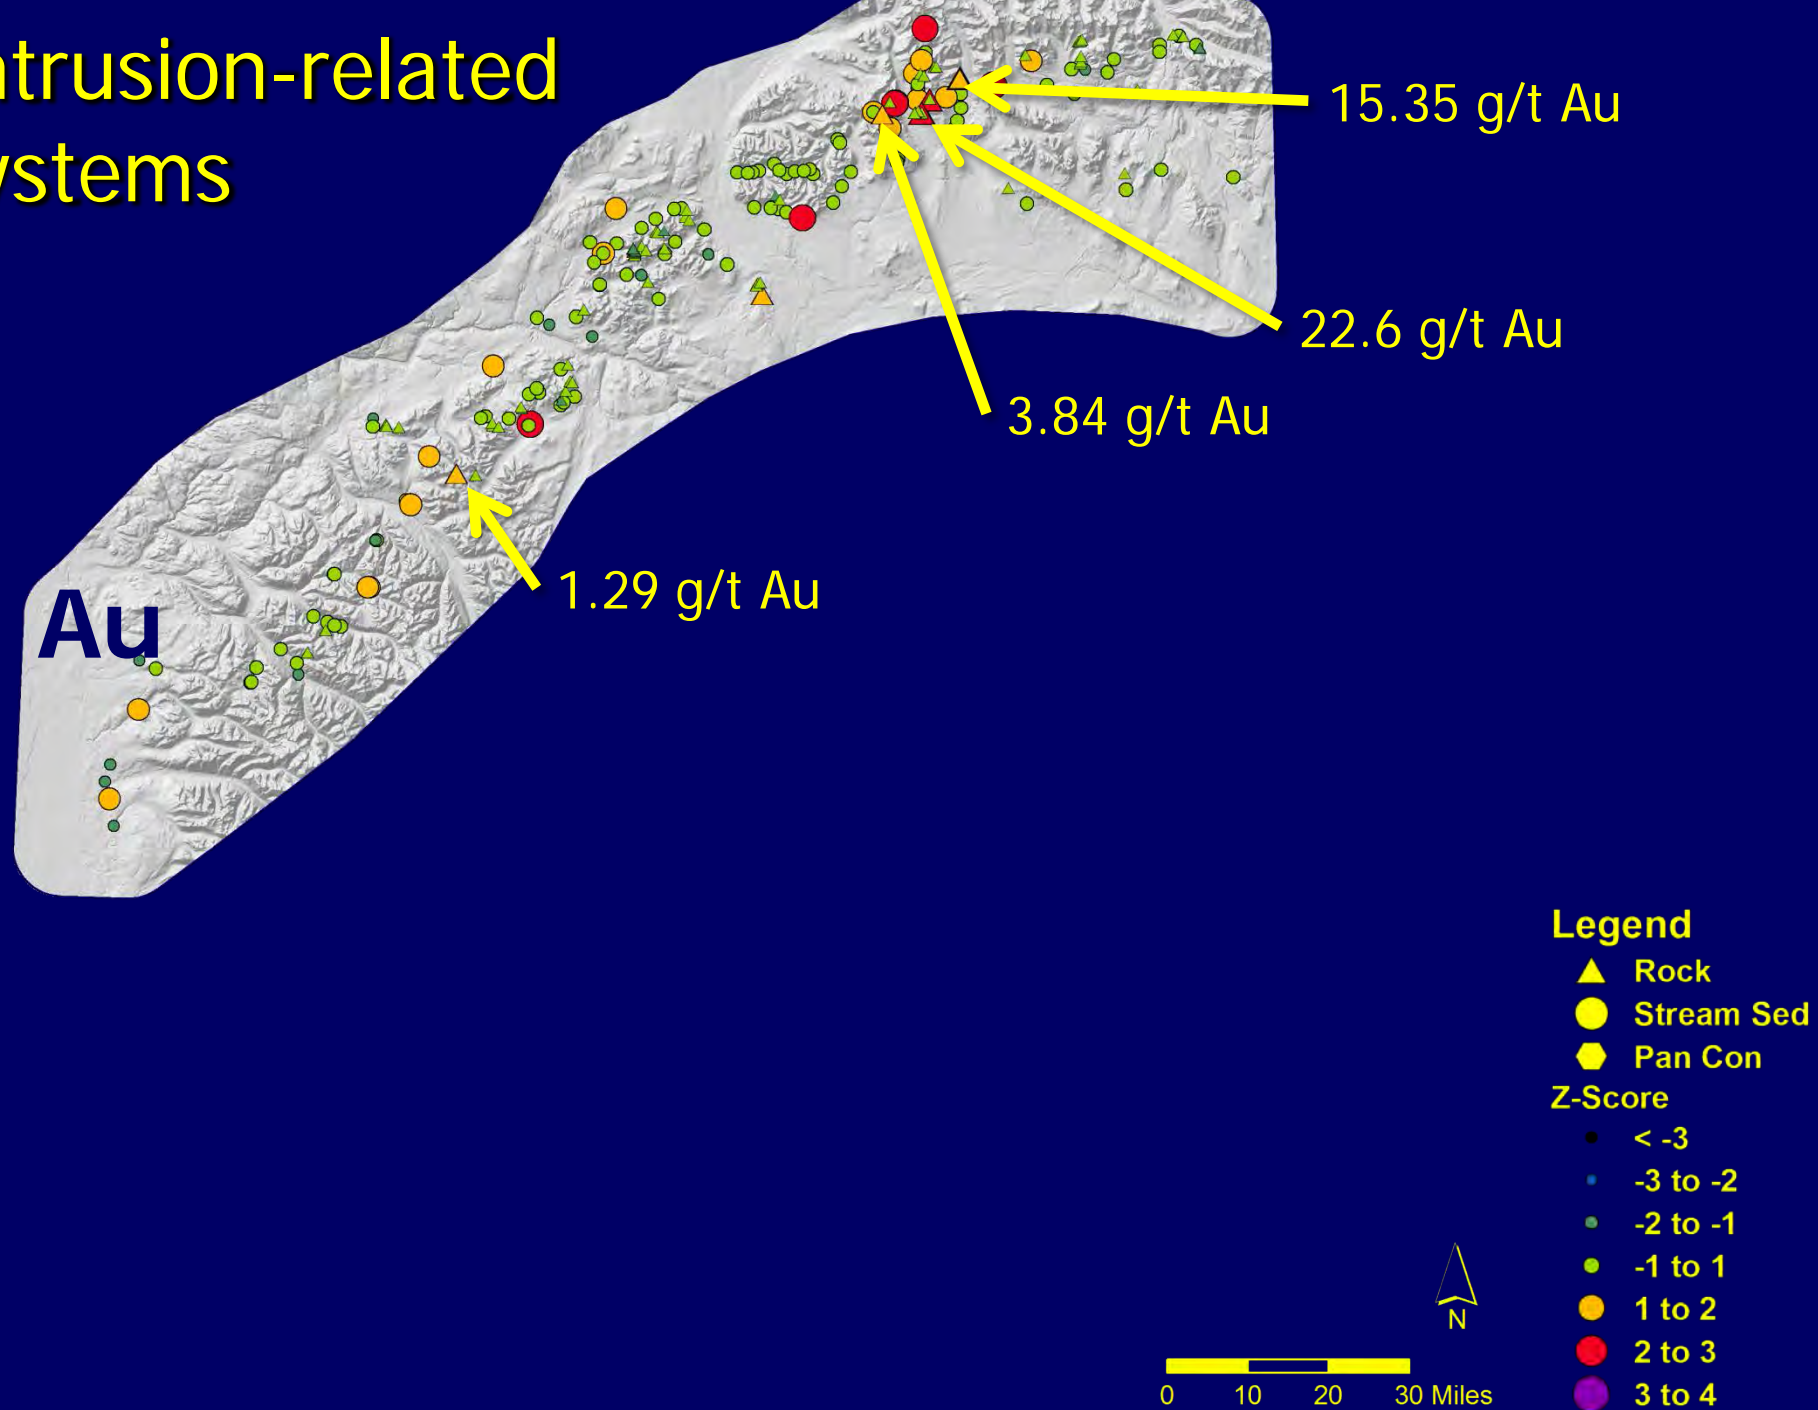 ntrusion-related
ystems
15.35 g/t Au
22.6 g/t Au
3.84 g/t Au
1.29 g/t Au
Au
Legend
Rock
Stream Sed
Pan Con
Z-Score
< -3
-3 to -2
-2 to -1
-1 to 1
1 to 2
2 to 3
3 to 4
N
0 10 20 30 Miles